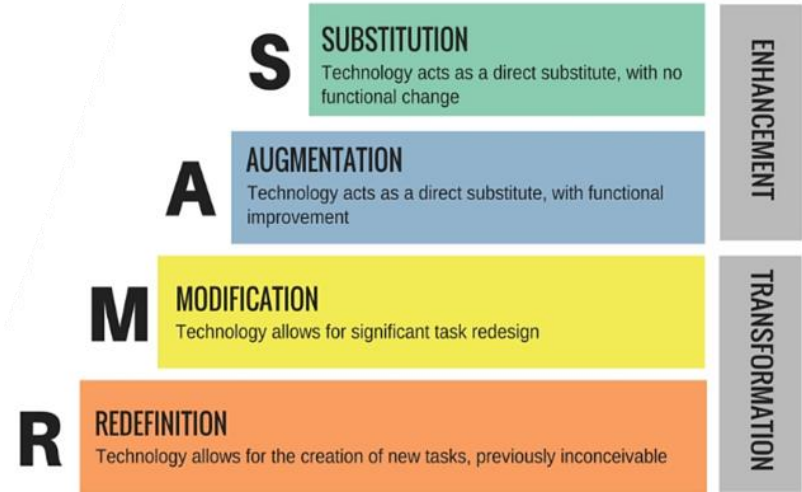 S
SUBSTITUTION
Technology acts as a direct substitute, with no
functional change
A
AUGMENTATION
Technology acts as a direct substitute, with functional
improvement
ENHANCEMENT
M
MODIFICATION
Technology allows for significant task redesign
R
REDEFINITION
Technology allows for the creation of new tasks, previously inconceivable
TRANSFORMATION